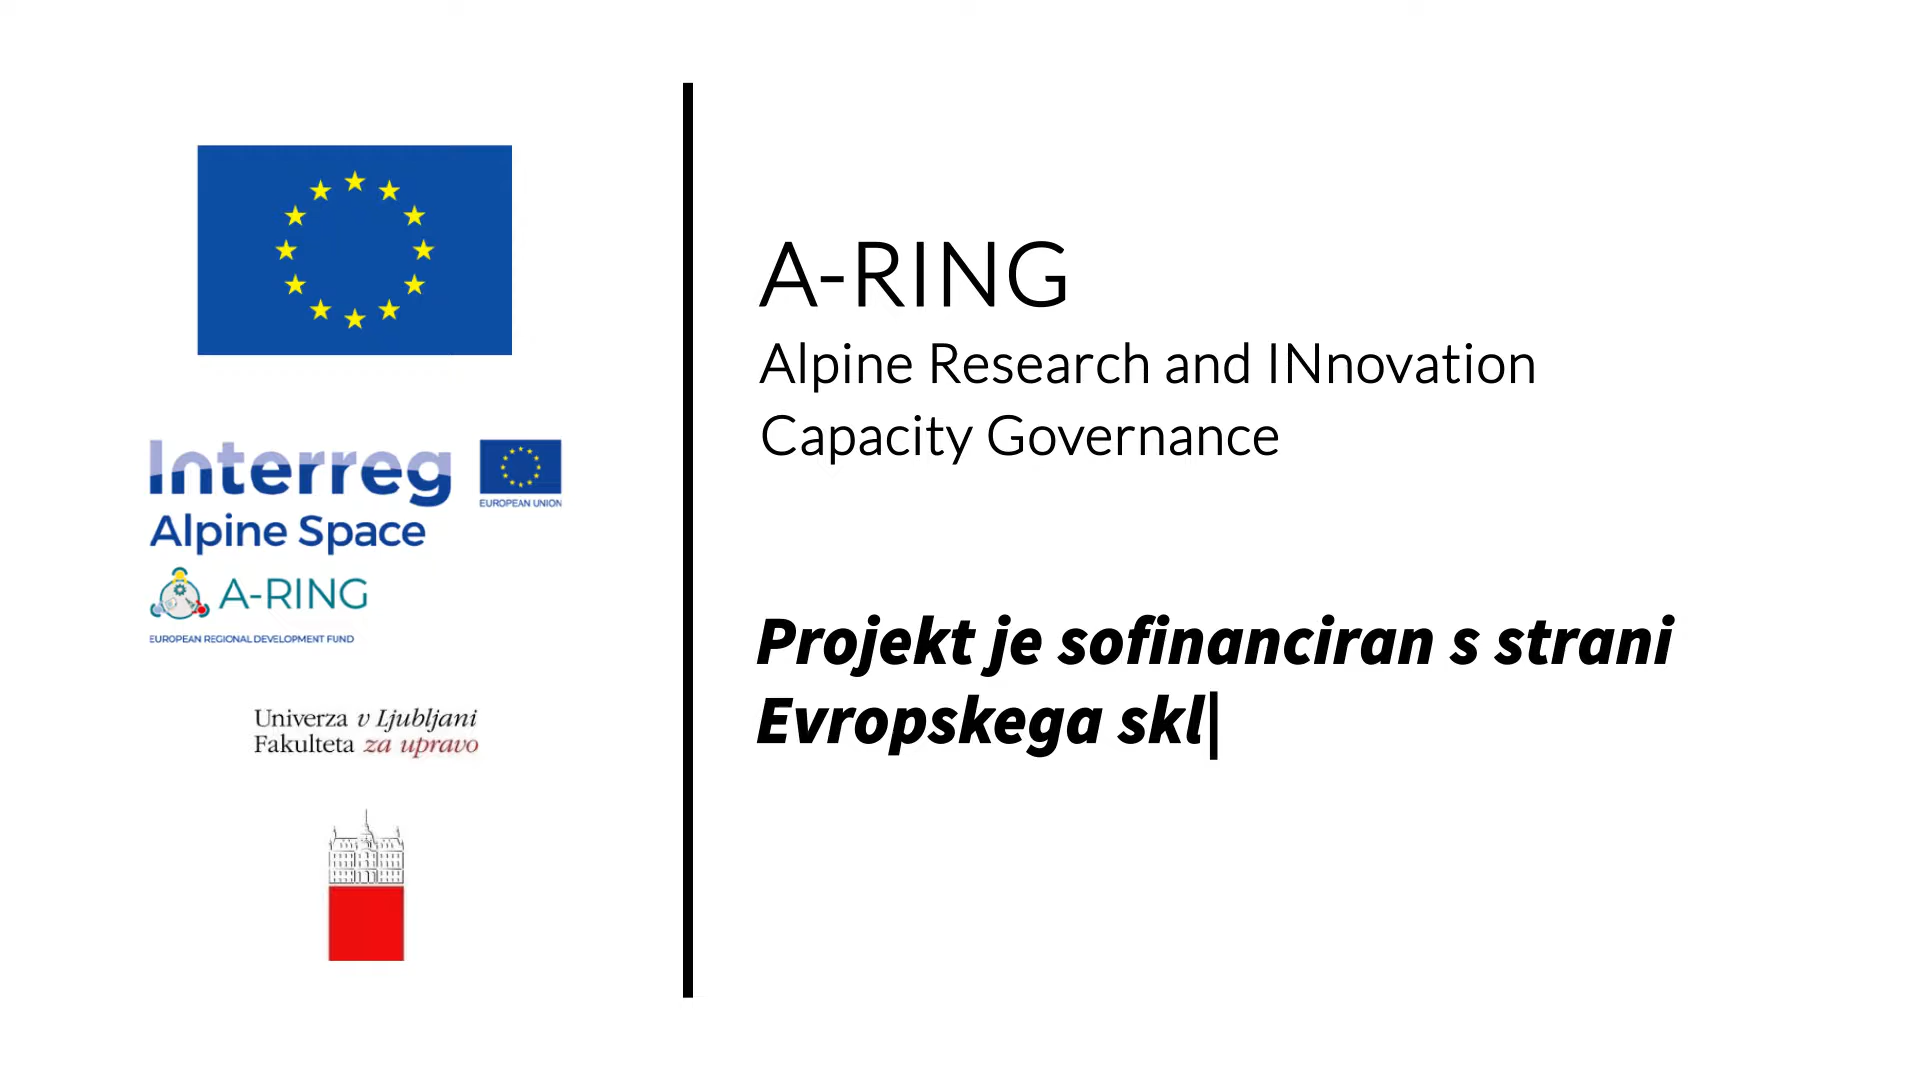 Interreg
EUROPEAN UNION
Alpine Space
A-RING
EUROPEAN REGIONAL DEVELOPMENT FUND
Univerza v Ljubljani
Fakulteta za upravo
A-RING
Alpine Research and INnovation
Capacity Governance
Projekt je sofinanciran s strani
Evropskega skl